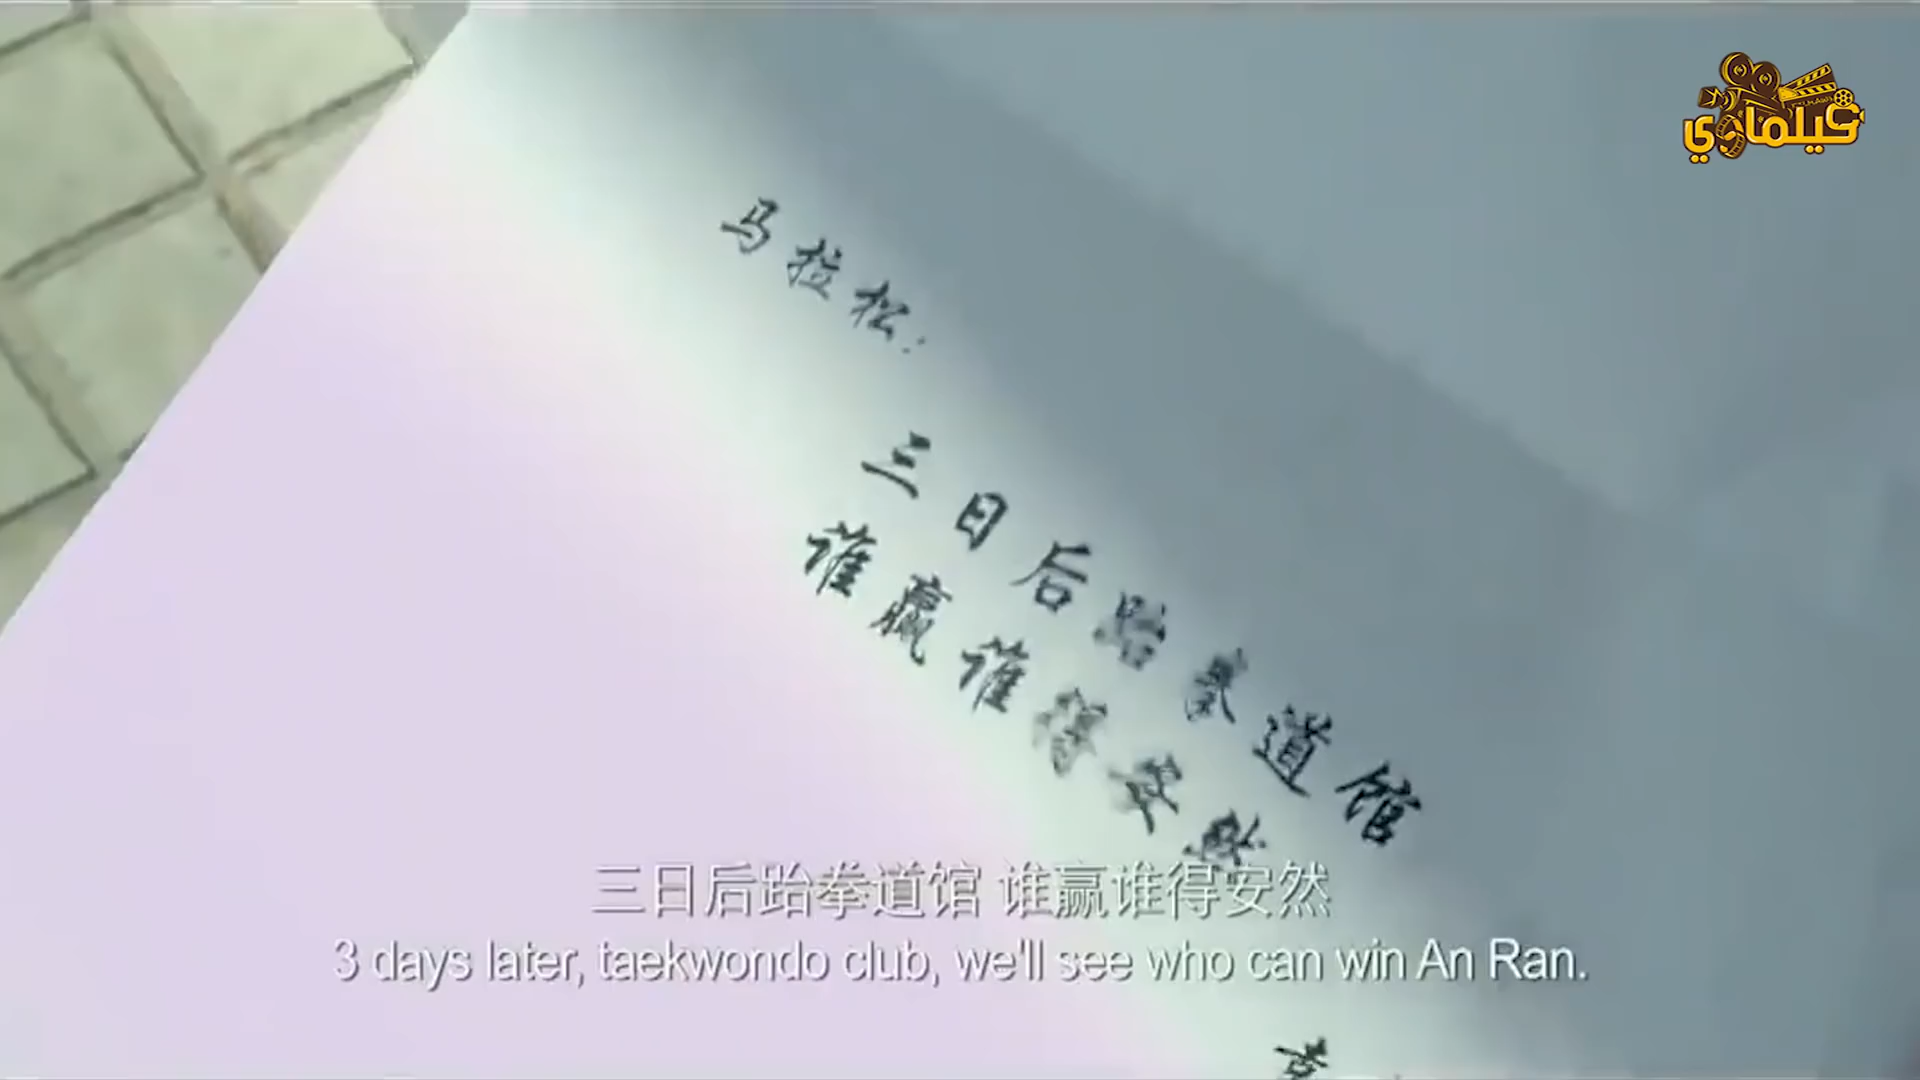 فيلماوي
马拉松:
三日后跆拳道馆
谁赢谁得安然
三日后跆拳道馆 谁赢谁得安然
3 days later, taekwondo club, we'll see who can win An Ran.